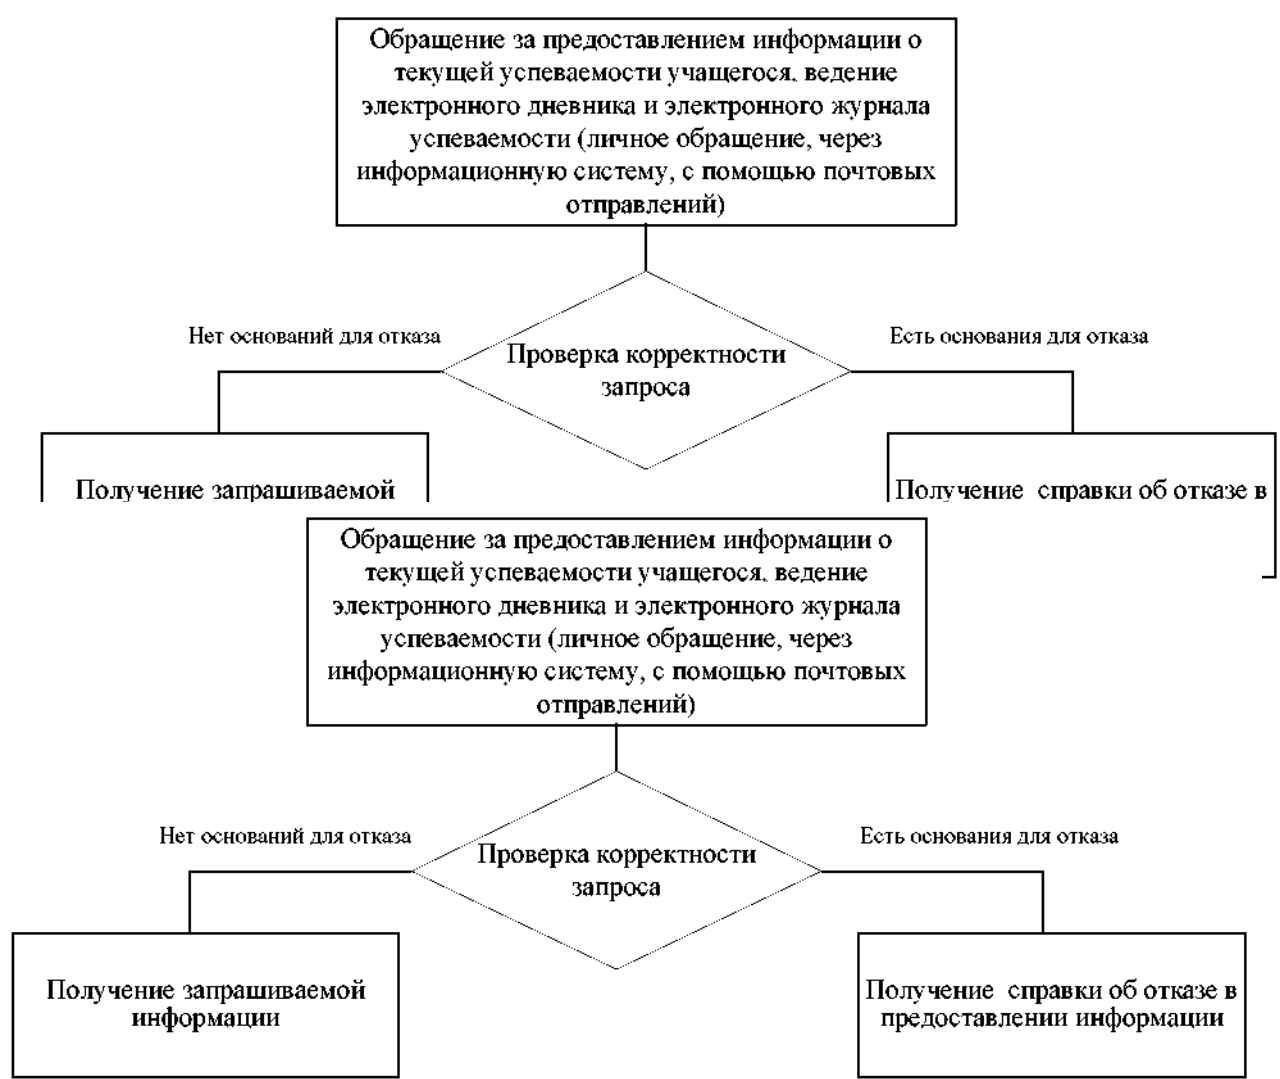 Обращение за предоставлением информации о
текущей успеваемости учащегося, ведение
электронного дневника и электронного журнала
успеваемости (личное обращение, через
информационную систему, с помощью почтовых
отправлений)
Нет оснований для отказа
Есть основания для отказа
Проверка корректности
запроса
Получение запрашиваемой
Получение справки об отказе в
Обращение за предоставлением информации о
текущей успеваемости учащегося, ведение
электронного дневника и электронного журнала
успеваемости (личное обращение, через
информационную систему, с помощью почтовых
отправлений)
Нет оснований для отказа
Есть основания для отказа
Проверка корректности
запроса
Получение запрашиваемой
информации
Получение справки об отказе в
предоставлении информации